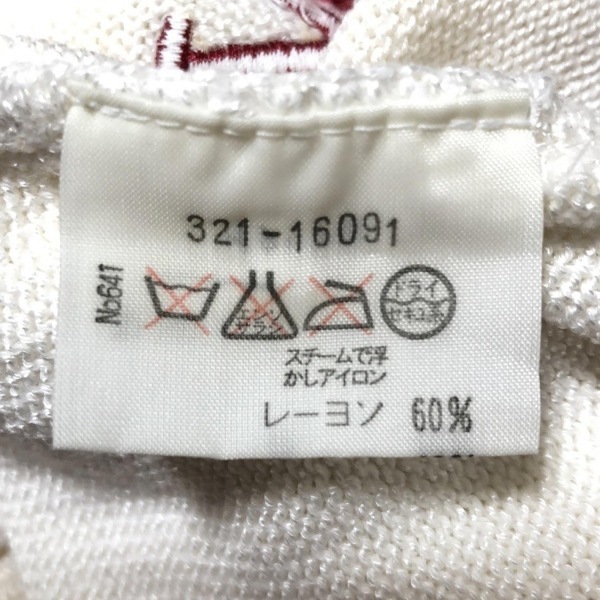 321-16091
No641
エンソ
サラシ
ドライ
セキユ系
スチームで浮
かしアイロン
レーヨン 60%